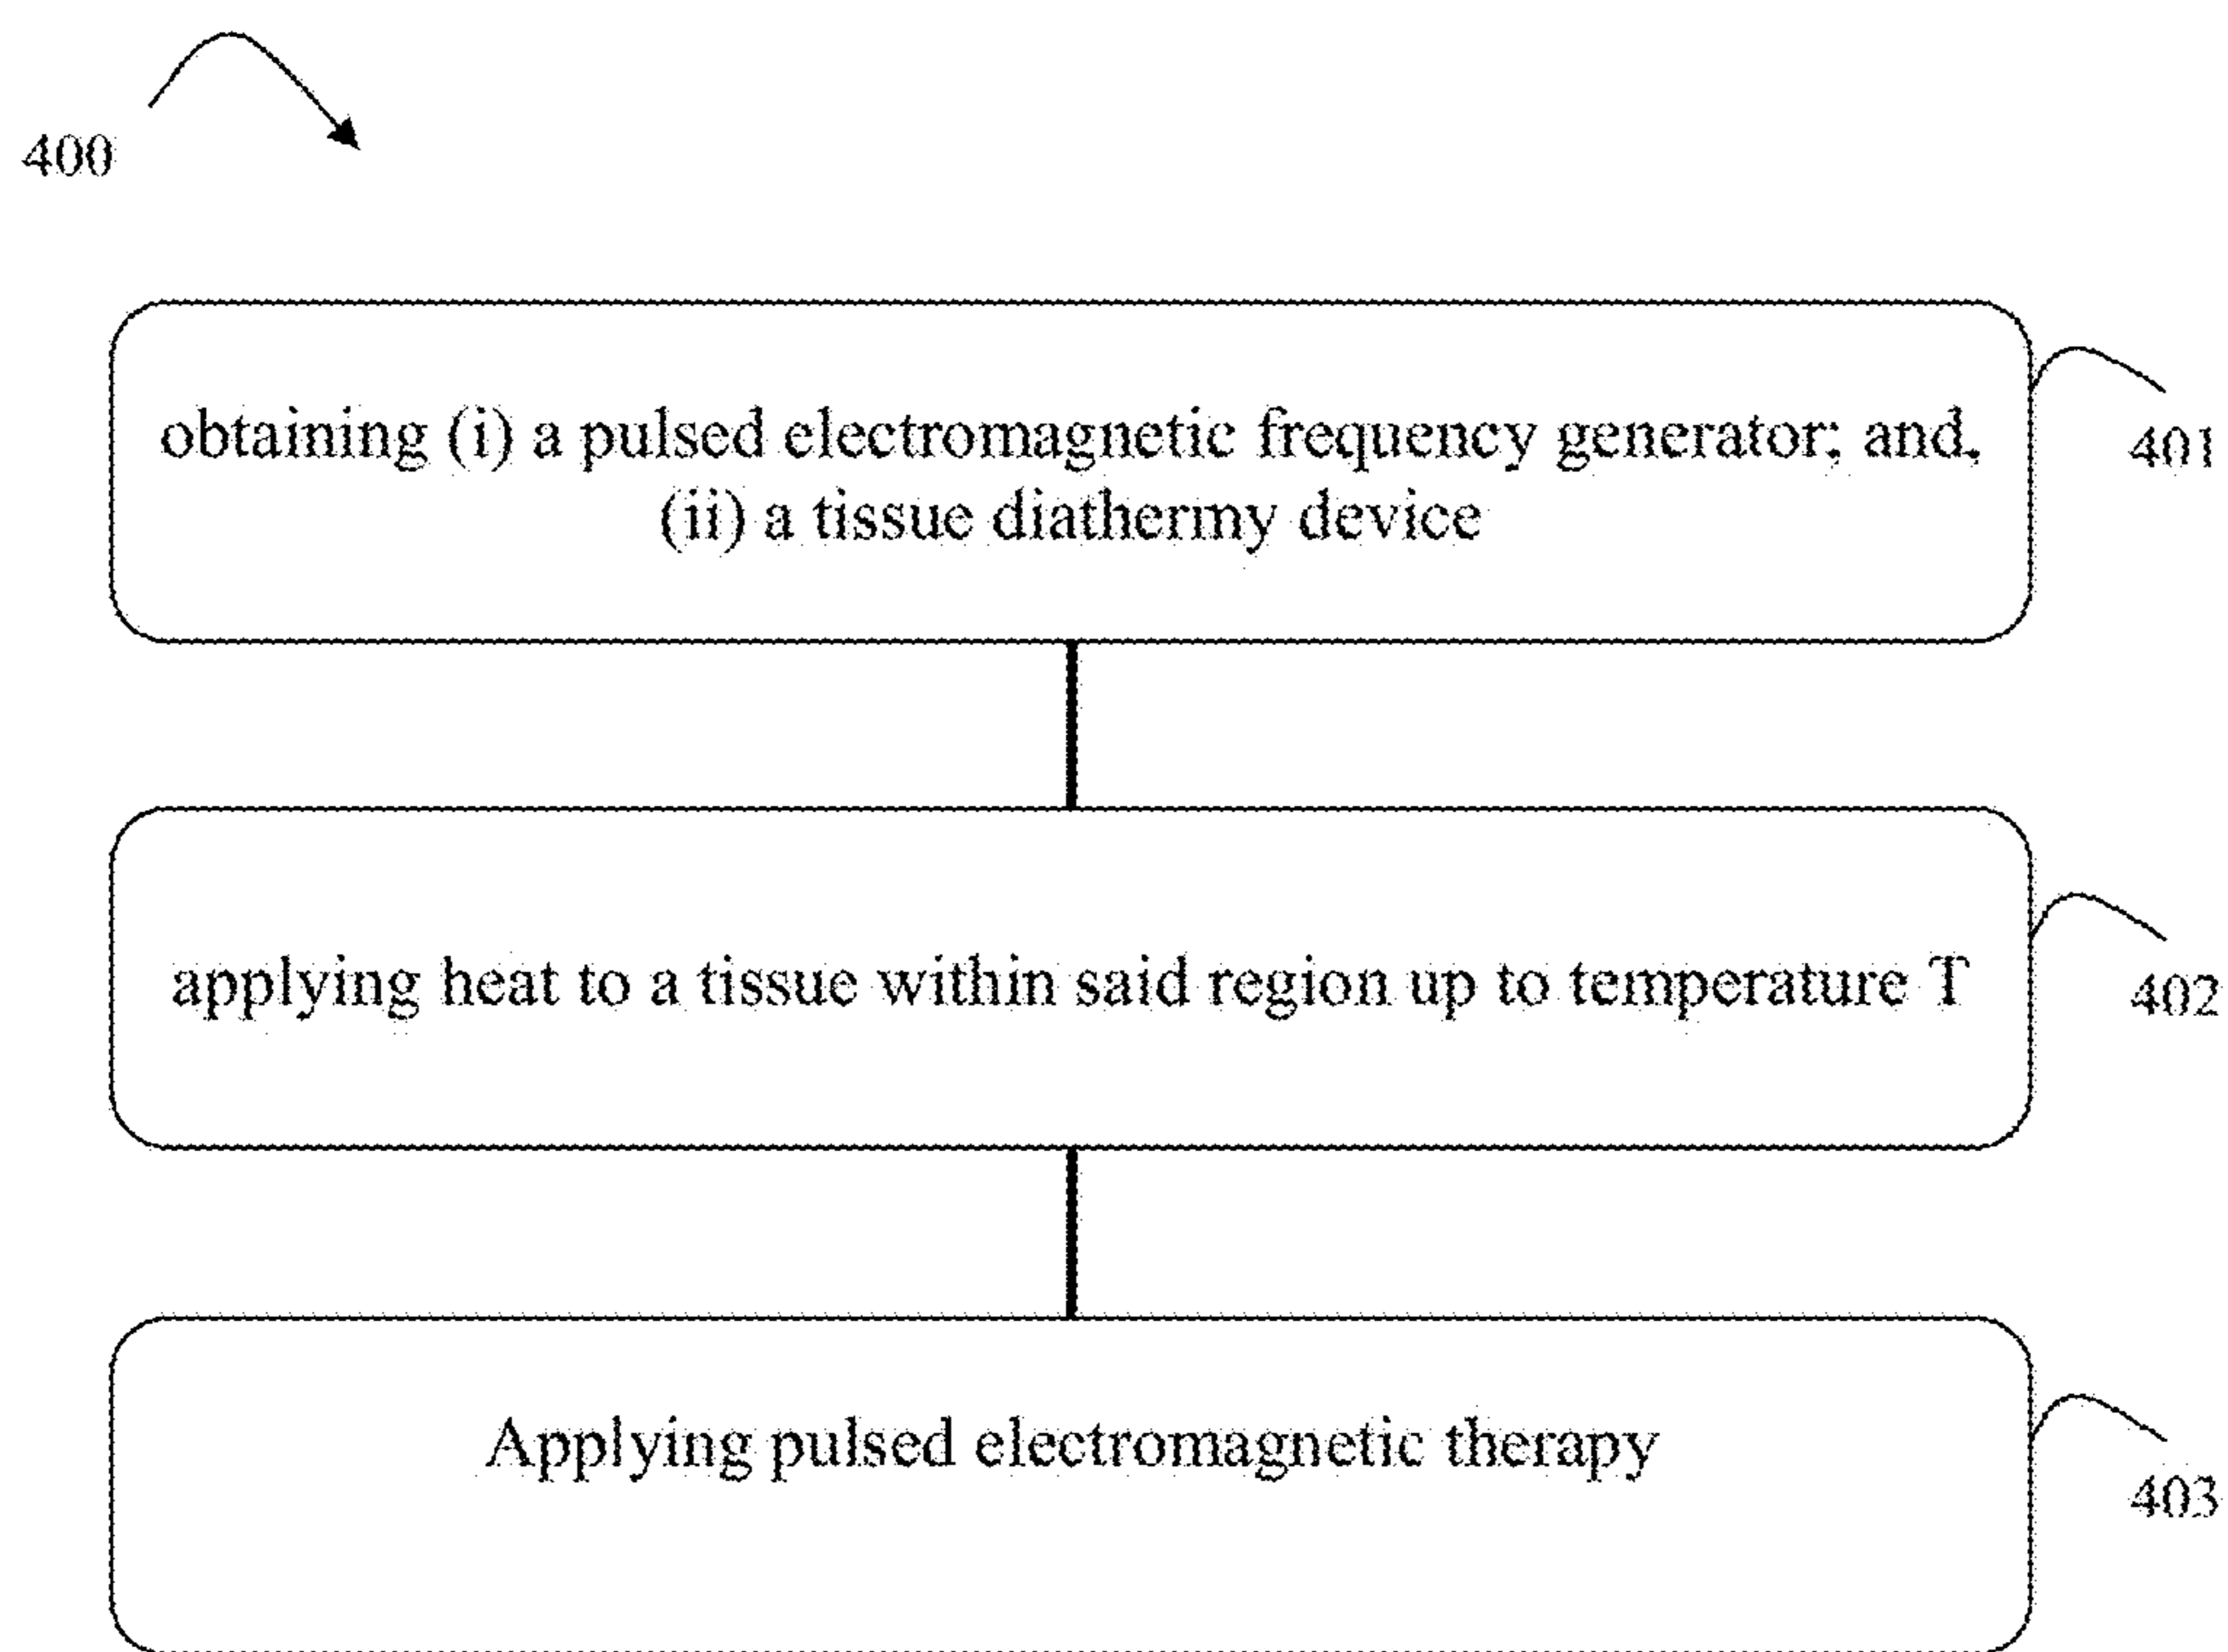 400
obtaining (i) a pulsed electromagnetic frequency generator; and,
(ii) a tissue diathermy device
401
applying heat to a tissue within said region up to temperature T
402
Applying pulsed electromagnetic therapy
403